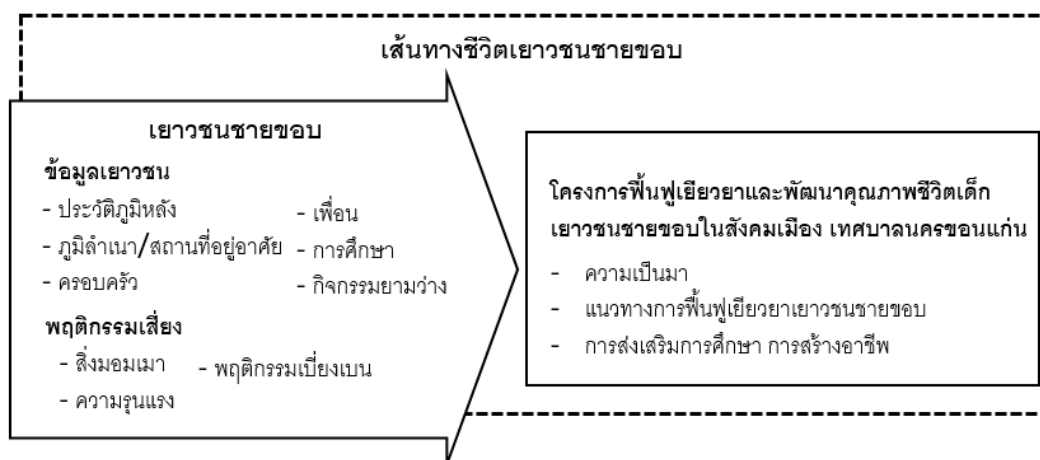 เส้นทางชีวิตเยาวชนชายขอบ
เยาวชนชายขอบ
ข้อมูลเยาวชน
- ประวัติภูมิหลัง
- ภูมิลำเนา/สถานที่อยู่อาศัย
- ครอบครัว
- เพื่อน
- การศึกษา
- กิจกรรมยามว่าง
พฤติกรรมเสี่ยง
- สิ่งมอมเมา
- ความรุนแรง
- พฤติกรรมเบี่ยงเบน
โครงการฟื้นฟูเยียวยาและพัฒนาคุณภาพชีวิตเด็ก
เยาวชนชายขอบในสังคมเมือง เทศบาลนครขอนแก่น
- ความเป็นมา
- แนวทางการฟื้นฟูเยียวยาเยาวชนชายขอบ
- การส่งเสริมการศึกษา การสร้างอาชีพ